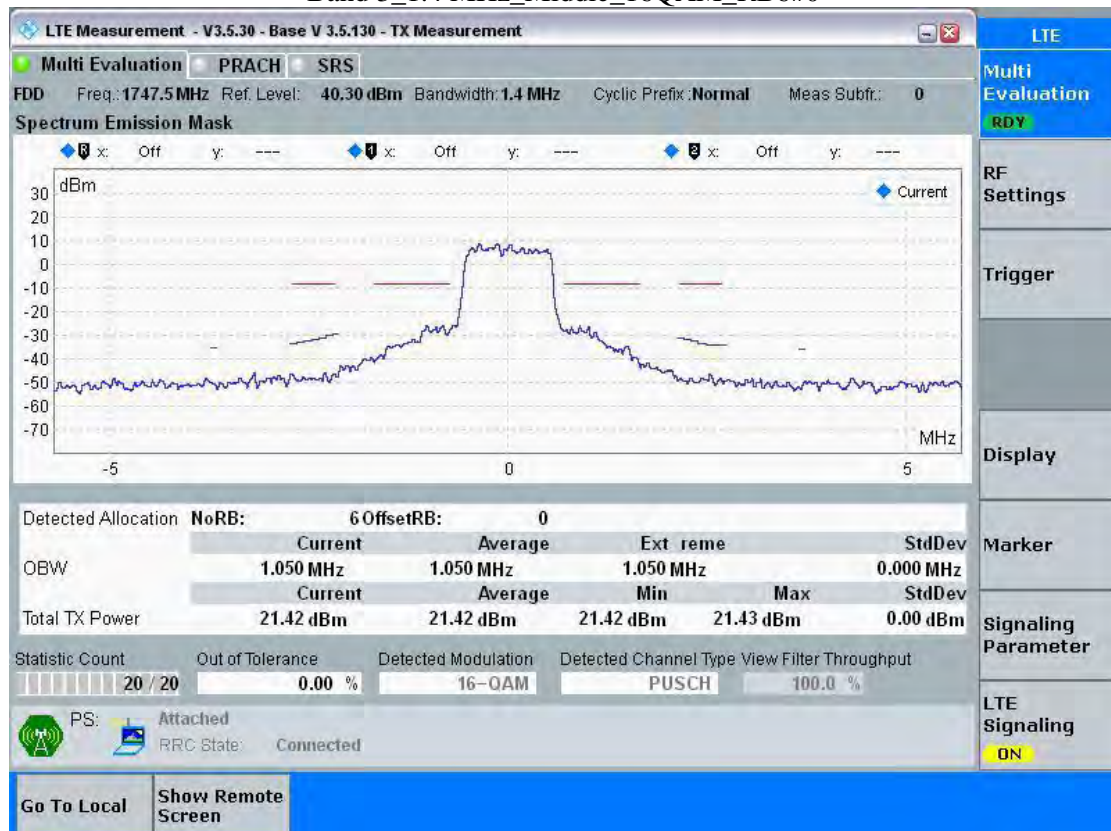 LTE Measurement - V3.5.30 - Base V 3.5.130 - TX Measurement
LTE
Multi Evaluation PRACH SRS
Multi Evaluation
RDY
FDD Freq.: 1747.5 MHz Ref. Level: 40.30 dBm Bandwidth: 1.4 MHz Cyclic Prefix :Normal Meas Subfr.: 0
Spectrum Emission Mask
R x: Off y: --- 1 x: Off y: --- 2 x: Off y: ---
dBm
Current
30
20
10
0
-10
-20
-30
-40
-50
-60
-70
MHz
-5 0 5
RF Settings
Trigger
Display
Marker
Signaling Parameter
LTE Signaling
ON
Detected Allocation NoRB: 6 OffsetRB: 0
Current Average Ext reme StdDev
OBW 1.050 MHz 1.050 MHz 1.050 MHz 0.000 MHz
Current Average Min Max StdDev
Total TX Power 21.42 dBm 21.42 dBm 21.42 dBm 21.43 dBm 0.00 dBm
Statistic Count Out of Tolerance Detected Modulation Detected Channel Type View Filter Throughput
20 / 20 0.00 % 16-QAM PUSCH 100.0 %
PS: Attached
RRC State: Connected
Go To Local
Show Remote Screen